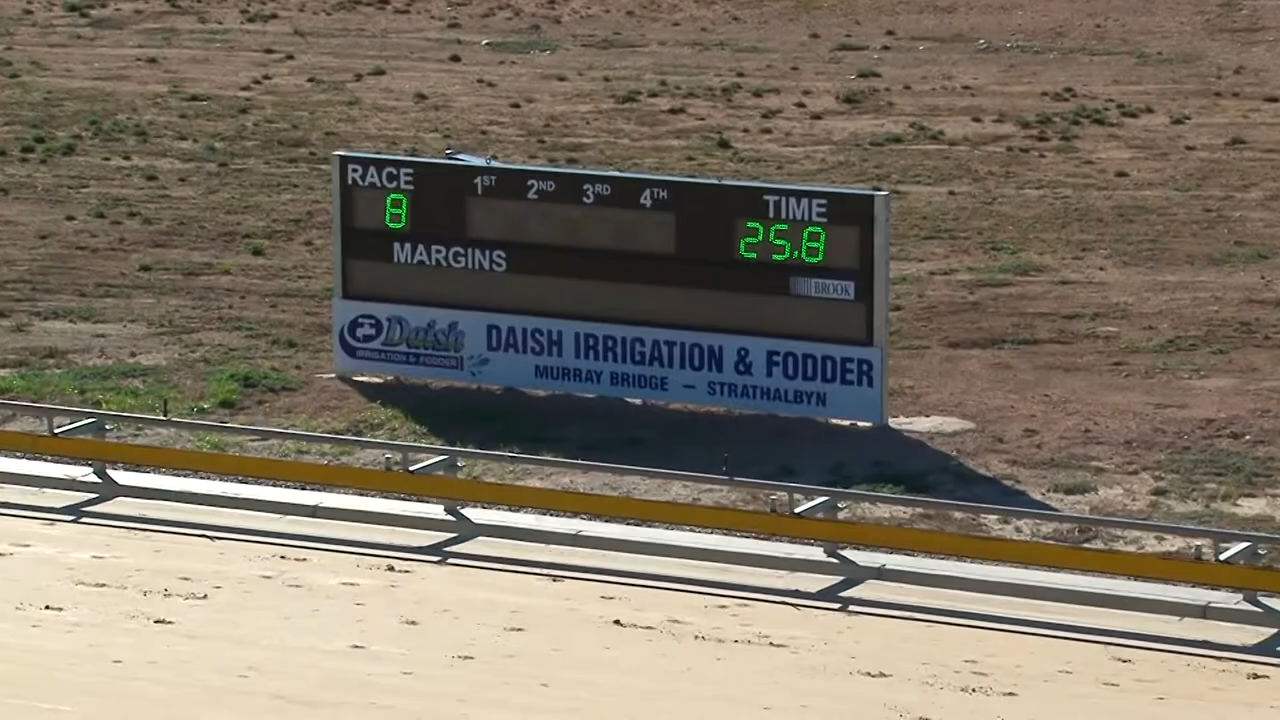 RACE 1ST 2ND 3RD 4TH TIME
8 25.8
MARGINS
BROOK
Daish
IRRIGATION & FODDER
DAISH IRRIGATION & FODDER
MURRAY BRIDGE – STRATHALBYN